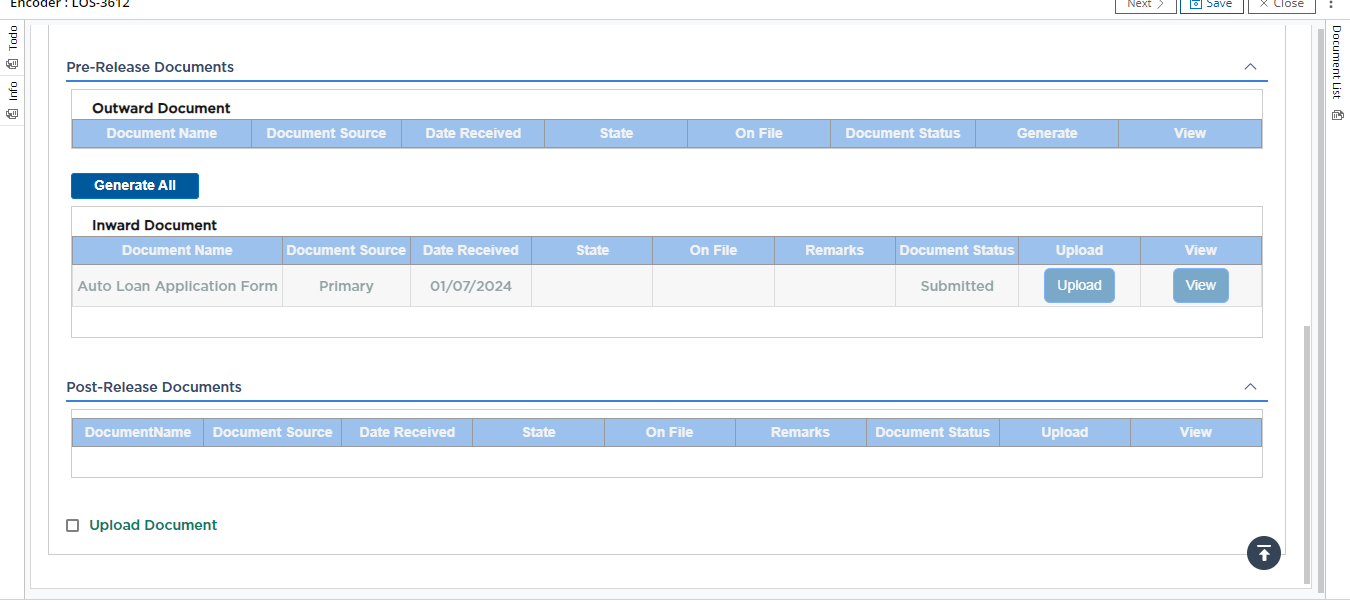 Encoder : LOS-3612
Next
Save
Close
Todo
Info
Document List
Pre-Release Documents
Outward Document
Document Name Document Source Date Received State On File Document Status Generate View
Generate All
Inward Document
Document Name Document Source Date Received State On File Remarks Document Status Upload View
Auto Loan Application Form Primary 01/07/2024 Submitted Upload View
Post-Release Documents
DocumentName Document Source Date Received State On File Remarks Document Status Upload View
Upload Document